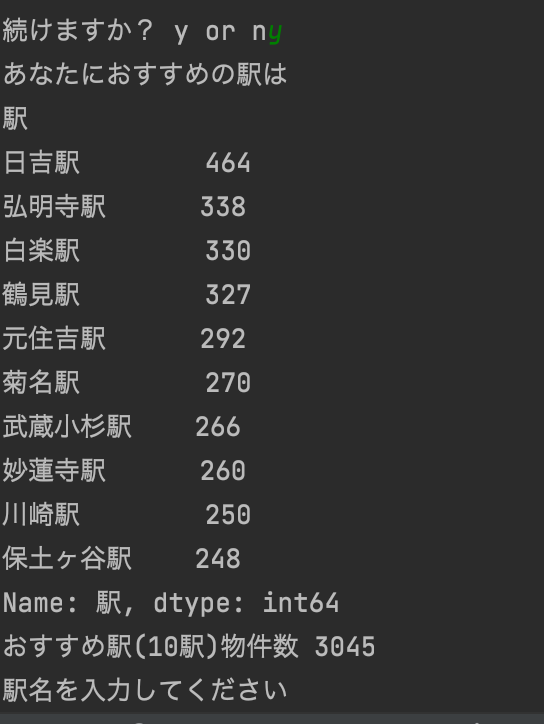 続けますか？ y or ny
あなたにおすすめの駅は
駅
日吉駅 464
弘明寺駅 338
白楽駅 330
鶴見駅 327
元住吉駅 292
菊名駅 270
武蔵小杉駅 266
妙蓮寺駅 260
川崎駅 250
保土ヶ谷駅 248
Name: 駅, dtype: int64
おすすめ駅(10駅)物件数 3045
駅名を入力してください